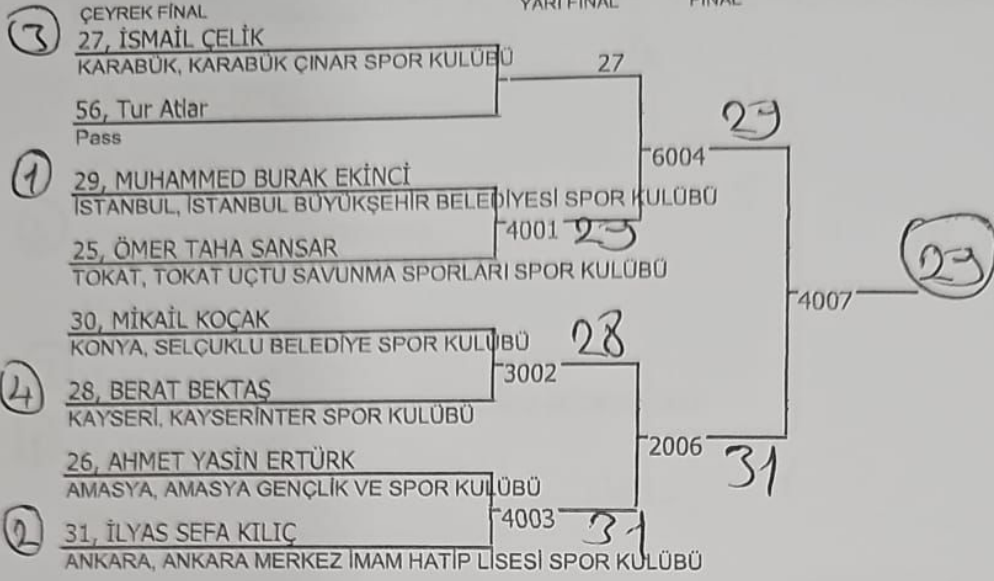 YARI FİNAL FİNAL
ÇEYREK FİNAL
3 27, İSMAİL ÇELİK
KARABÜK, KARABÜK ÇINAR SPOR KULÜBÜ 27
56, Tur Atlar 29
Pass
6004
1 29, MUHAMMED BURAK EKİNCİ
İSTANBUL, İSTANBUL BÜYÜKŞEHİR BELEDİYESİ SPOR KULÜBÜ
4001 29
25, ÖMER TAHA SANSAR 29
TOKAT, TOKAT UÇTU SAVUNMA SPORLARI SPOR KULÜBÜ
4007
30, MİKAİL KOÇAK
KONYA, SELÇUKLU BELEDİYE SPOR KULÜBÜ 28
3002
4 28, BERAT BEKTAŞ
KAYSERİ, KAYSERİNTER SPOR KULÜBÜ
2006 31
26, AHMET YASİN ERTÜRK
AMASYA, AMASYA GENÇLİK VE SPOR KULÜBÜ
4003 31
2 31, İLYAS SEFA KILIÇ
ANKARA, ANKARA MERKEZ İMAM HATİP LİSESİ SPOR KULÜBÜ